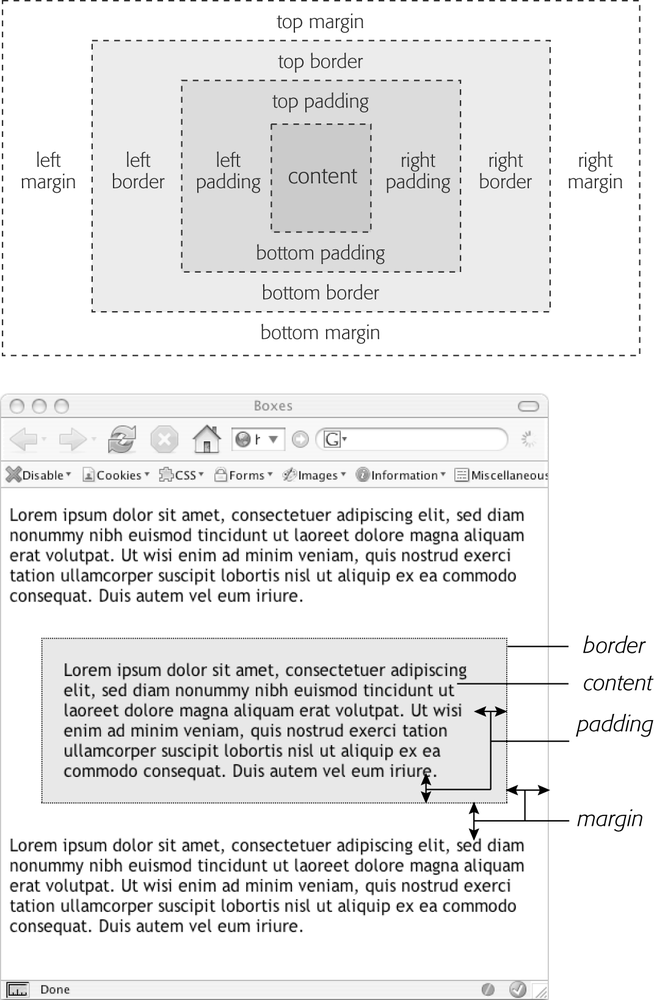 top margin
top border
top padding
left margin
left border
left padding
content
right padding
right border
right margin
bottom padding
bottom border
bottom margin
Boxes
G
Disable Cookies CSS Forms Images Information Miscellaneous
Lorem ipsum dolor sit amet, consectetuer adipiscing elit, sed diam
nonummy nibh euismod tincidunt ut laoreet dolore magna aliquam
erat volutpat. Ut wisi enim ad minim veniam, quis nostrud exerci
tation ullamcorper suscipit lobortis nisl ut aliquip ex ea commodo
consequat. Duis autem vel eum iriure.
border
Lorem ipsum dolor sit amet, consectetuer adipiscing
elit, sed diam nonummy nibh euismod tincidunt ut
content
laoreet dolore magna aliquam erat volutpat. Ut wisi
padding
enim ad minim veniam, quis nostrud exerci tation
ullamcorper suscipit lobortis nisl ut aliquip ex ea
commodo consequat. Duis autem vel eum iriure.
margin
Lorem ipsum dolor sit amet, consectetuer adipiscing elit, sed diam
nonummy nibh euismod tincidunt ut laoreet dolore magna aliquam
erat volutpat. Ut wisi enim ad minim veniam, quis nostrud exerci
tation ullamcorper suscipit lobortis nisl ut aliquip ex ea commodo
consequat. Duis autem vel eum iriure.
Done